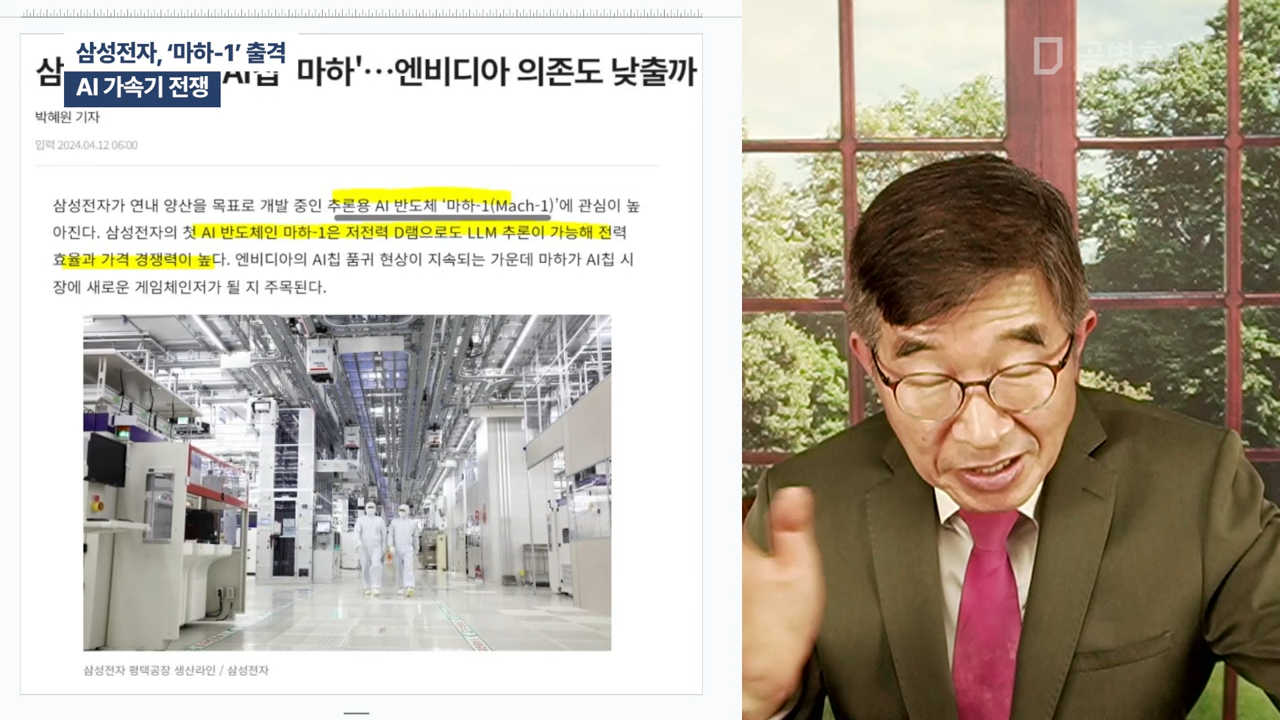 삼성전자, ‘마하-1’ 출격
AI 가속기 전쟁
삼 AI칩 마하'…엔비디아 의존도 낮출까
박혜원 기자
입력 2024.04.12 06:00
삼성전자가 연내 양산을 목표로 개발 중인 추론용 AI 반도체 ‘마하-1(Mach-1)’에 관심이 높
아진다. 삼성전자의 첫 AI 반도체인 마하-1은 저전력 D램으로도 LLM 추론이 가능해 전력
효율과 가격 경쟁력이 높다. 엔비디아의 AI칩 품귀 현상이 지속되는 가운데 마하가 AI칩 시
장에 새로운 게임체인저가 될 지 주목된다.
삼성전자 평택공장 생산라인 / 삼성전자